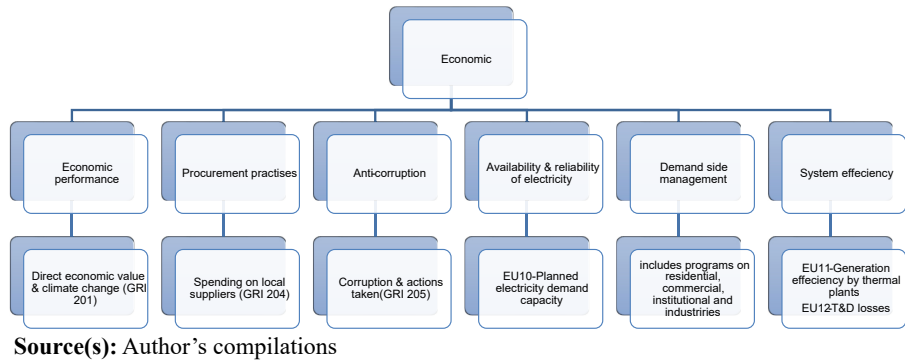 Economic
Economic
performance
Procurement practises
Anti-corruption
Availability & reliability
of electricity
Demand side
management
System effeciency
Direct economic value
& climate change (GRI
201)
Spending on local
suppliers (GRI 204)
Corruption & actions
taken(GRI 205)
EU10-Planned
electricity demand
capacity
includes programs on
residential,
commercial,
institutional and
industriries
EU11-Generation
effeciency by thermal
plants
EU12-T&D losses
Source(s): Author’s compilations